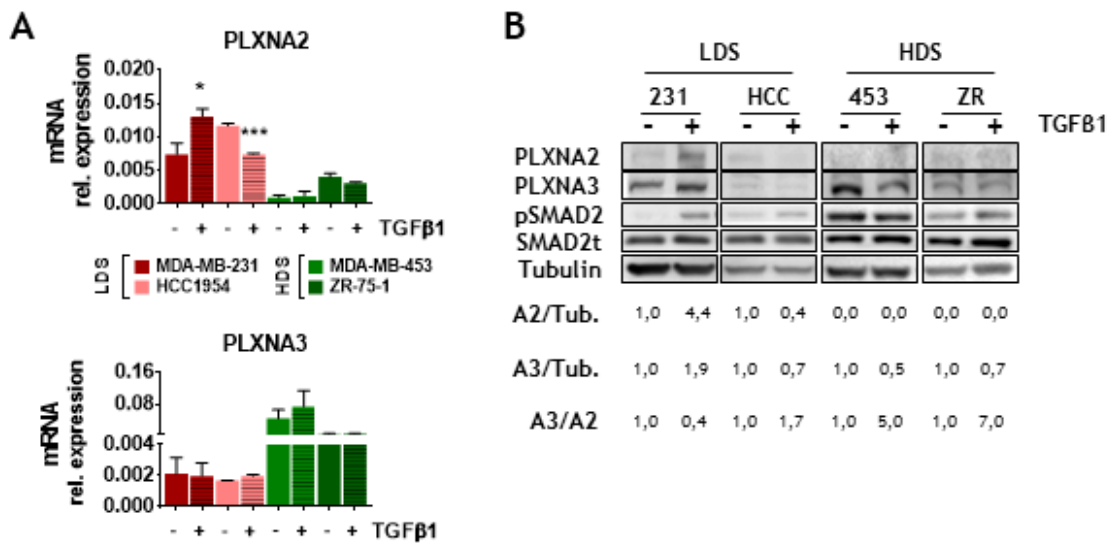 A
PLXNA2
mRNA
rel. expression
0.020
0.015
0.010
0.005
0.000
*
***
- + - + - + - + TGFβ1
LDS
MDA-MB-231
HCC1954
HDS
MDA-MB-453
ZR-75-1
PLXNA3
mRNA
rel. expression
0.16
0.08
0.004
0.002
0.000
- + - + - + - + TGFβ1
B
LDS HDS
231 HCC 453 ZR
- + - + - + - + TGFβ1
PLXNA2
PLXNA3
pSMAD2
SMAD2t
Tubulin
A2/Tub. 1,0 4,4 1,0 0,4 0,0 0,0 0,0 0,0
A3/Tub. 1,0 1,9 1,0 0,7 1,0 0,5 1,0 0,7
A3/A2 1,0 0,4 1,0 1,7 1,0 5,0 1,0 7,0